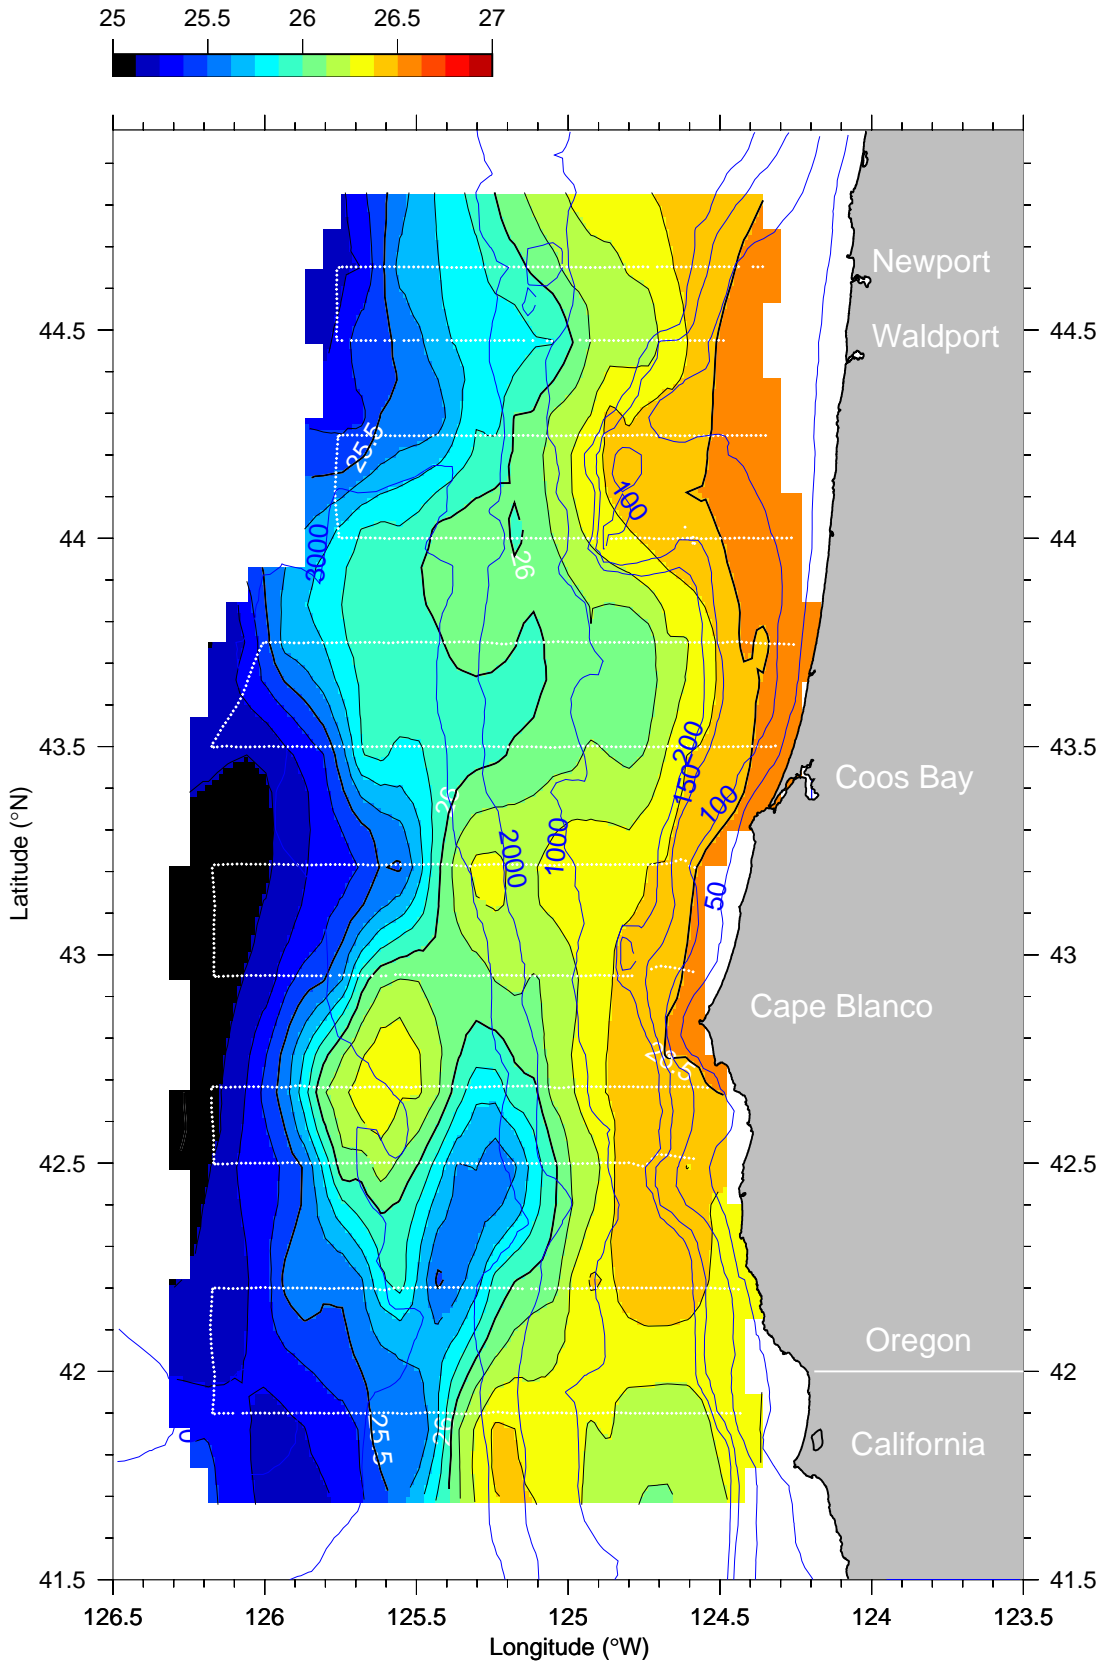 25 25.5 26 26.5 27
Newport
44.5 Waldport 44.5
25.5
100
44 3000 26 44
200
43.5 43.5
150
Coos Bay
100
26
2000 1000
50
43 43
Cape Blanco
42.5 42.5
Oregon
42 42
0 25.5 26 California
41.5 41.5
126.5 126 125.5 125 124.5 124 123.5
Longitude (°W)
Latitude (°N)